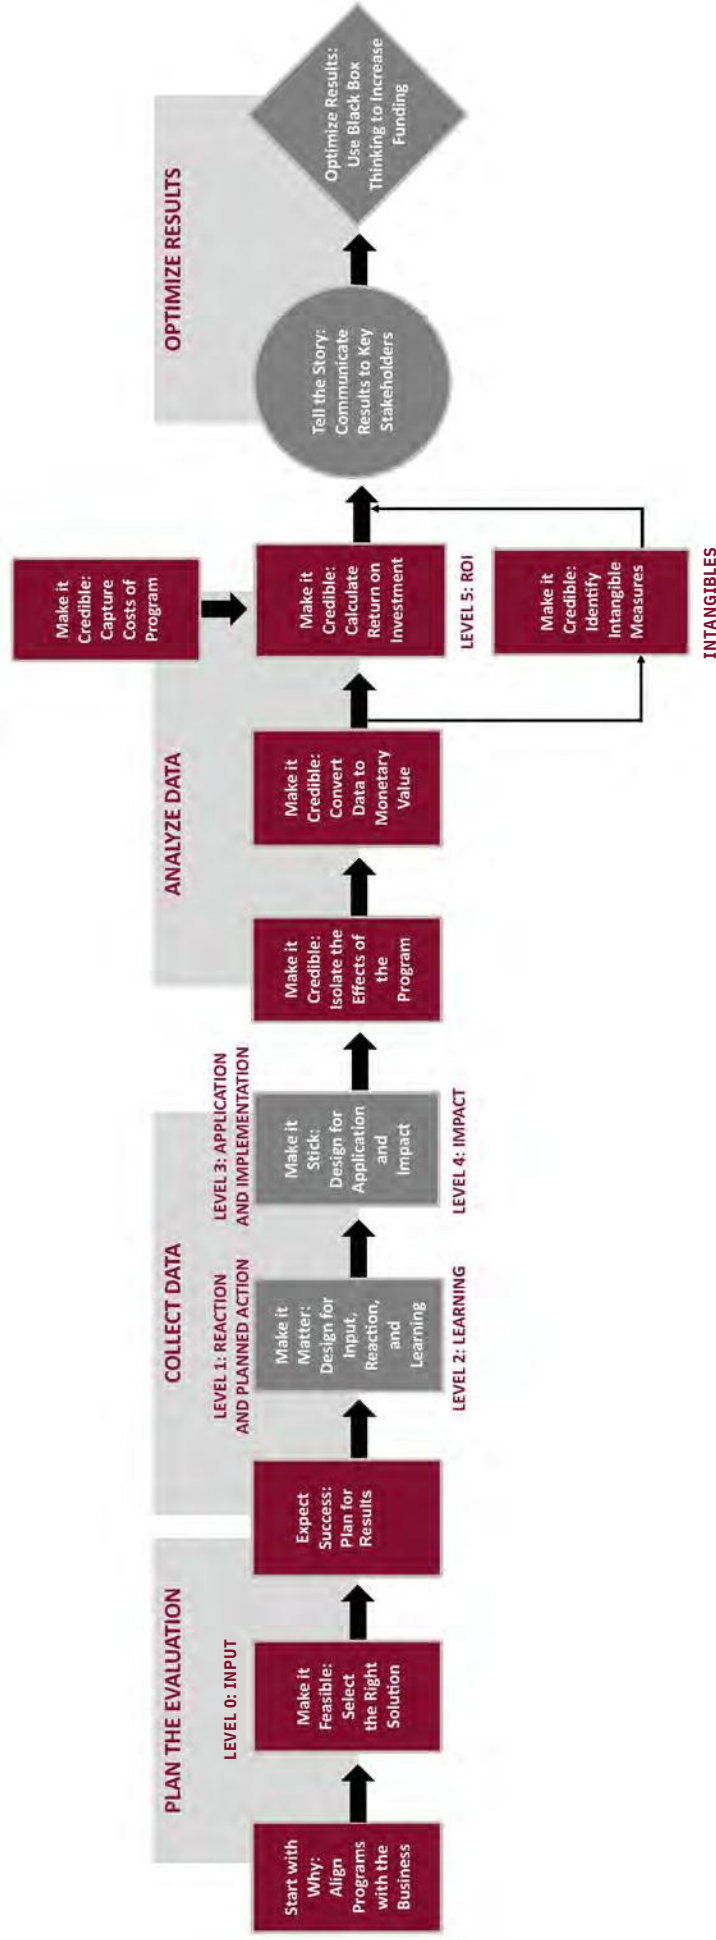 PLAN THE EVALUATION
LEVEL 0: INPUT
Start with
Why:
Align
Programs
with the
Business
Make it
Feasible:
Select
the Right
Solution
Expect
Success:
Plan for
Results
COLLECT DATA
LEVEL 1: REACTION
AND PLANNED ACTION
Make it
Matter:
Design for
Input,
Reaction,
and
Learning
LEVEL 2: LEARNING
LEVEL 3: APPLICATION
AND IMPLEMENTATION
Make it
Stick:
Design for
Application
and
Impact
LEVEL 4: IMPACT
ANALYZE DATA
Make it
Credible:
Isolate the
Effects of
the
Program
Make it
Credible:
Convert
Data to
Monetary
Value
Make it
Credible:
Capture
Costs of
Program
Make it
Credible:
Calculate
Return on
Investment
LEVEL 5: ROI
Make it
Credible:
Identify
Intangible
Measures
INTANGIBLES
OPTIMIZE RESULTS
Tell the Story:
Communicate
Results to Key
Stakeholders
Optimize Results:
Use Black Box
Thinking to Increase
Funding